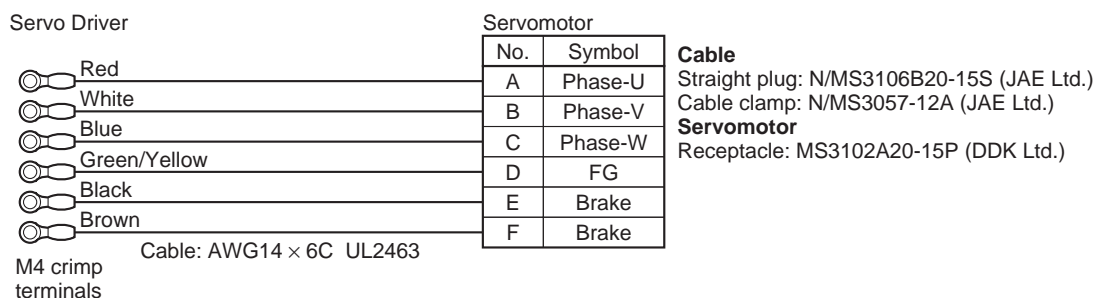 Servo Driver
Servomotor
No. Symbol
Red
A Phase-U
White
B Phase-V
Blue
C Phase-W
Green/Yellow
D FG
Black
E Brake
Brown
F Brake
Cable: AWG14 × 6C UL2463
M4 crimp
terminals
Cable
Straight plug: N/MS3106B20-15S (JAE Ltd.)
Cable clamp: N/MS3057-12A (JAE Ltd.)
Servomotor
Receptacle: MS3102A20-15P (DDK Ltd.)